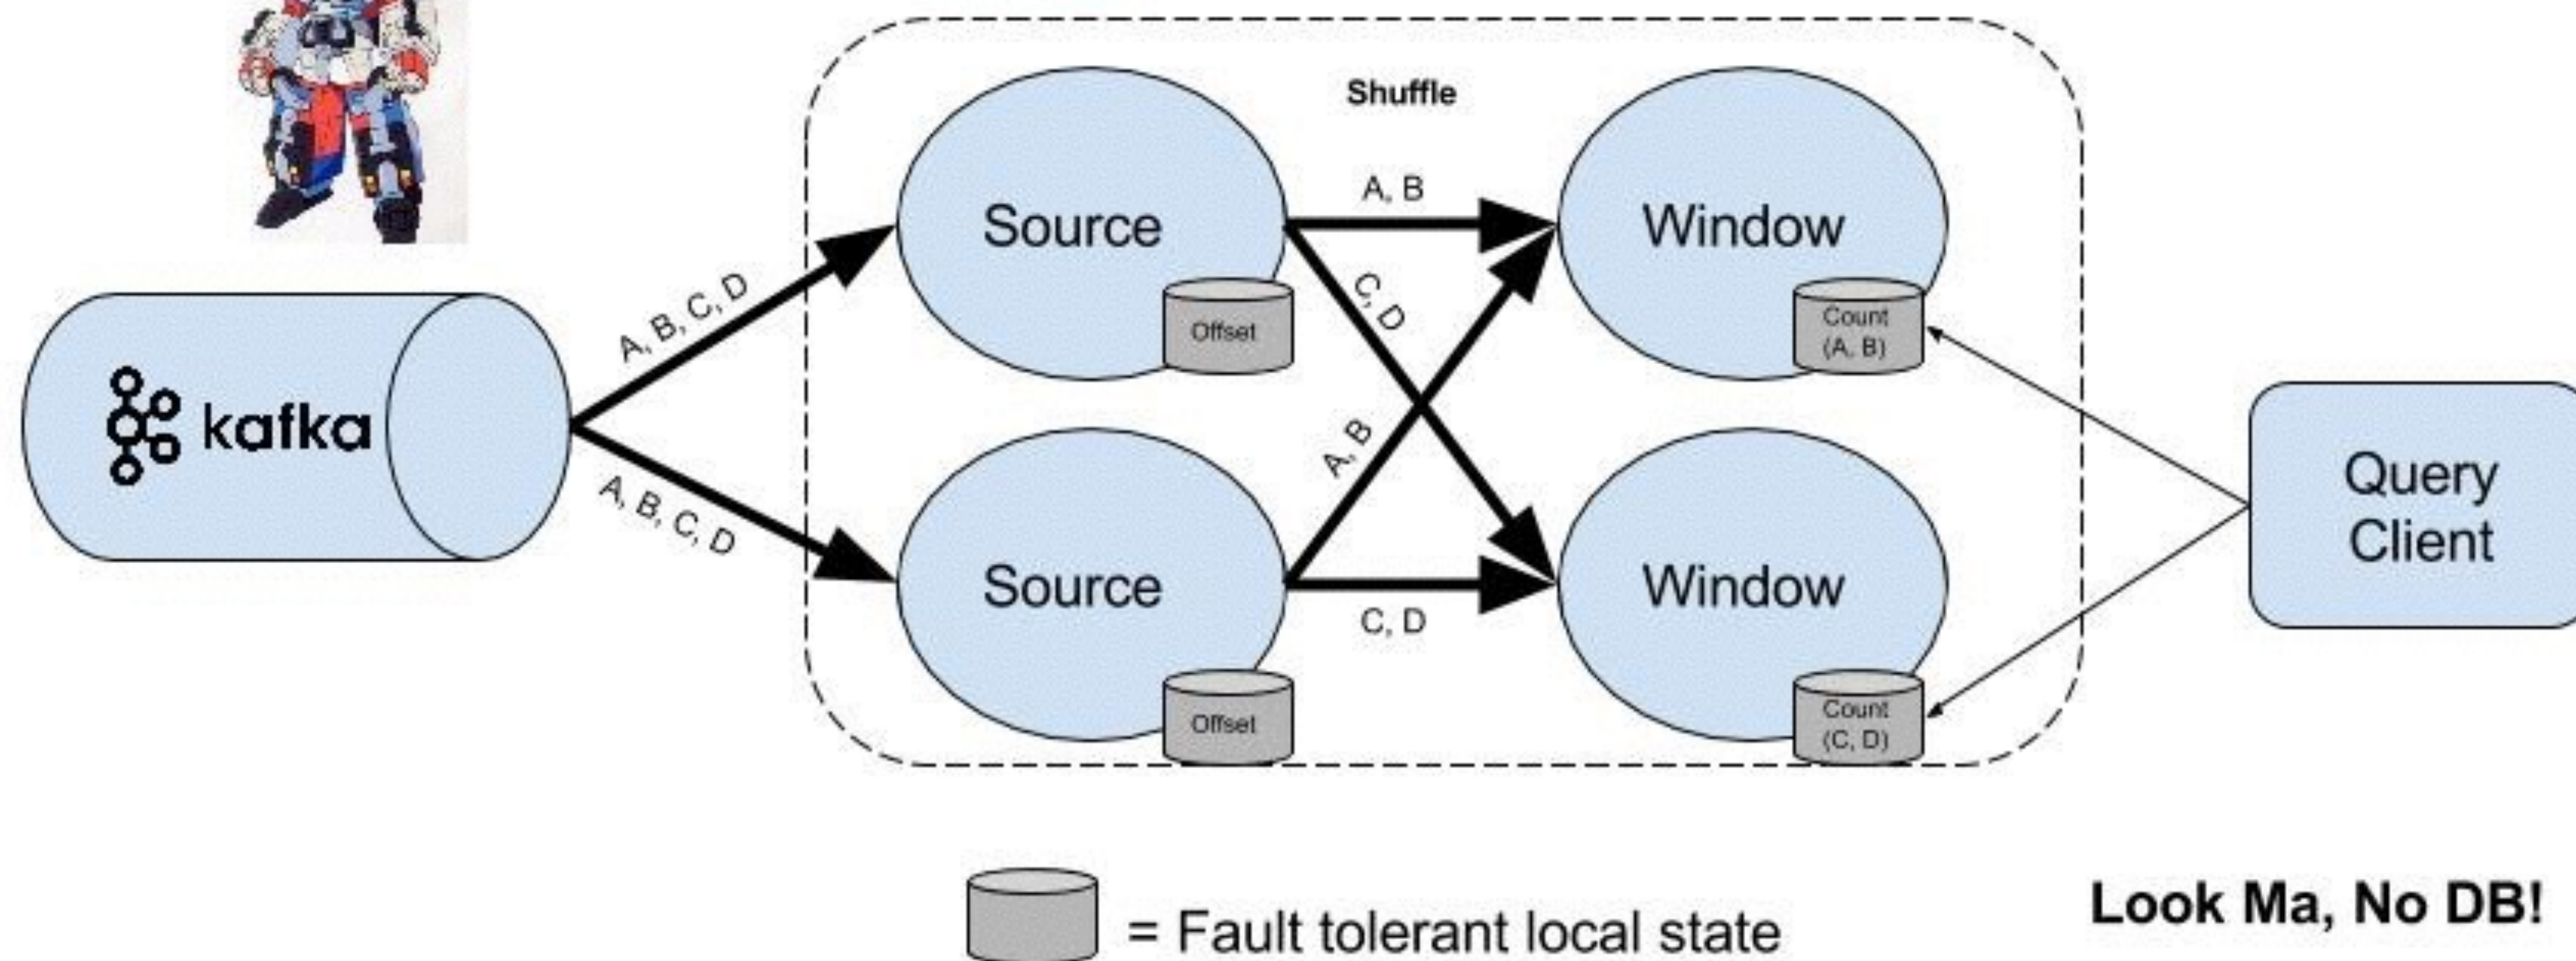 Shuffle
A, B
Source
Window
A, B, C, D
C, D
Offset
Count
(A, B)
kafka
A, B
Query
Client
A, B, C, D
Source
Window
C, D
Offset
Count
(C, D)
= Fault tolerant local state
Look Ma, No DB!